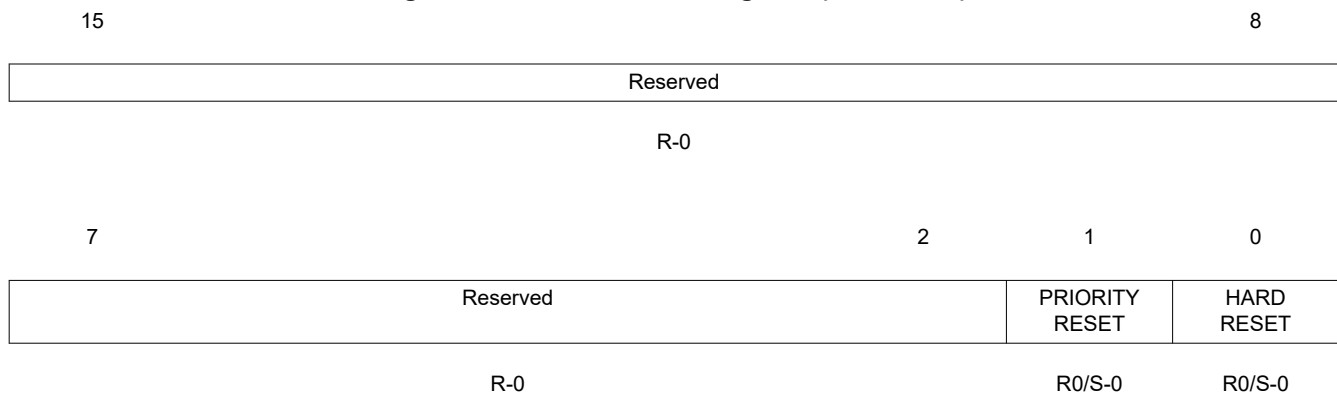 15 8
Reserved
R-0
7 2 1 0
Reserved PRIORITY RESET HARD RESET
R-0 R0/S-0 R0/S-0